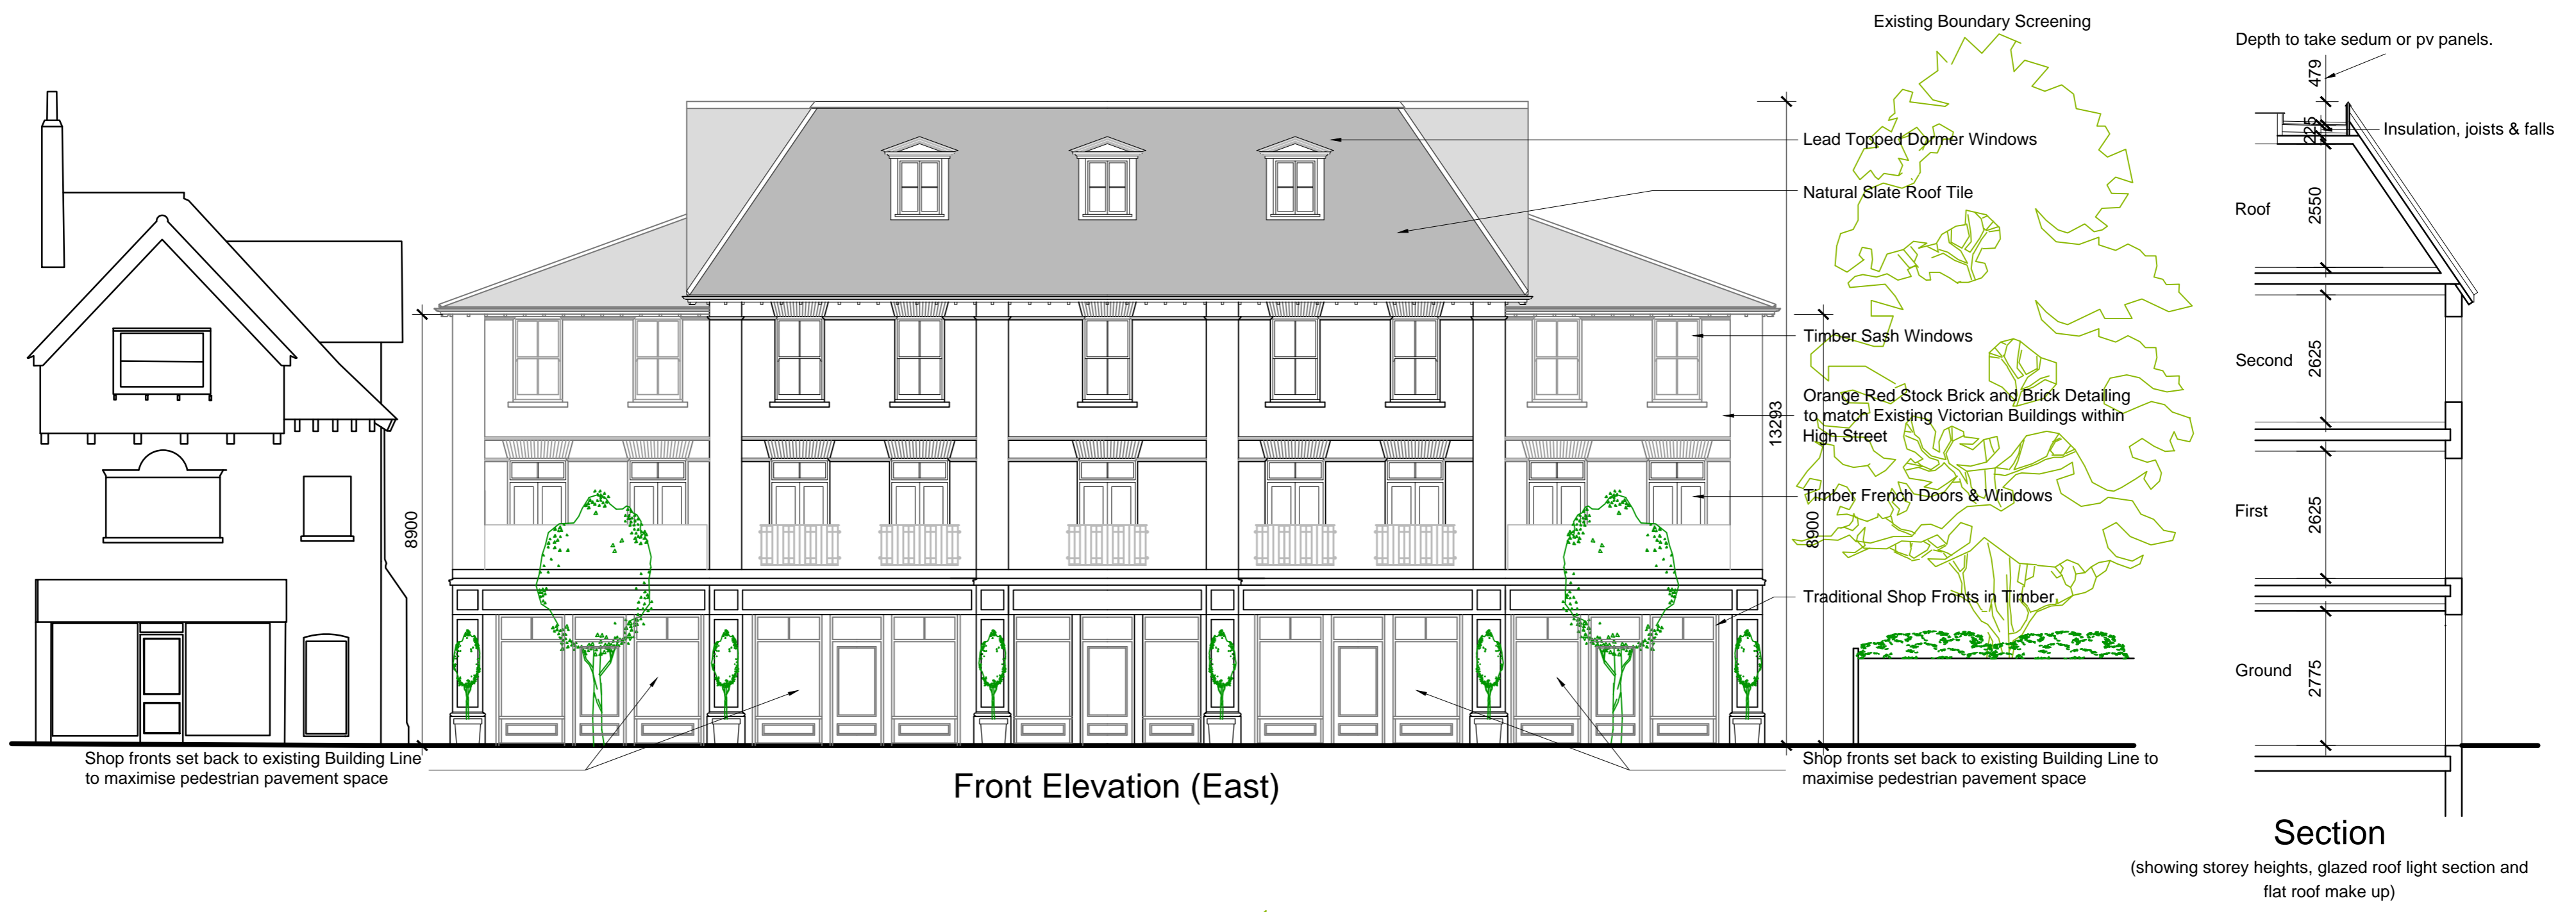 Existing Boundary Screening
Depth to take sedum or pv panels.
479
Lead Topped Dormer Windows
225
Insulation, joists & falls
Natural Slate Roof Tile
Roof
2550
Timber Sash Windows
Second
2625
Orange Red Stock Brick and Brick Detailing
to match Existing Victorian Buildings within
High Street
13293
8900
Timber French Doors & Windows
8900
First
2625
Traditional Shop Fronts in Timber
Ground
2775
Shop fronts set back to existing Building Line
to maximise pedestrian pavement space
Shop fronts set back to existing Building Line to
maximise pedestrian pavement space
Front Elevation (East)
Section
(showing storey heights, glazed roof light section and
flat roof make up)